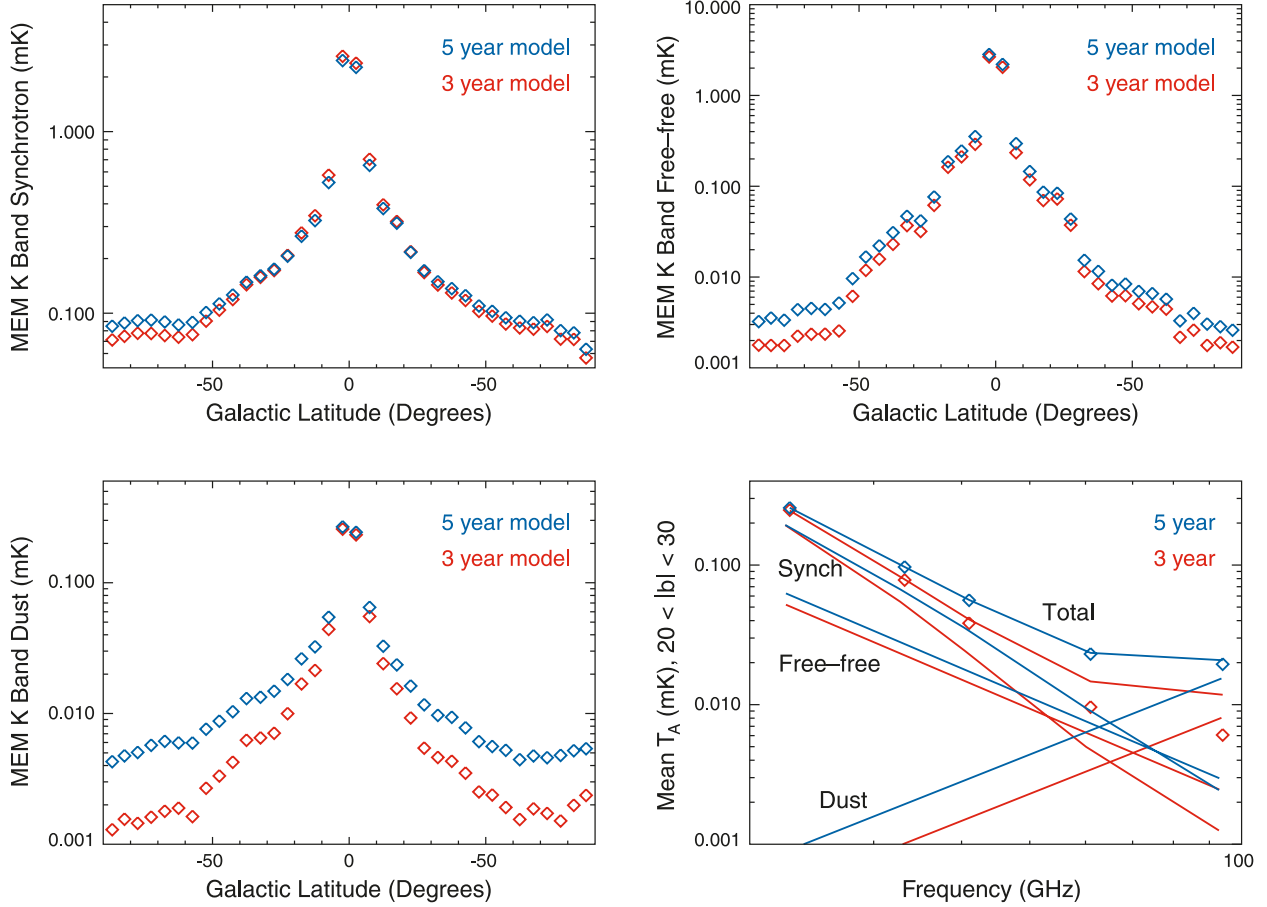 5 year model
3 year model
MEM K Band Synchrotron (mK)
1.000
0.100
-50
0
-50
Galactic Latitude (Degrees)
10.000
5 year model
3 year model
MEM K Band Free–free (mK)
1.000
0.100
0.010
0.001
-50
0
-50
Galactic Latitude (Degrees)
5 year model
3 year model
MEM K Band Dust (mK)
0.100
0.010
0.001
-50
0
-50
Galactic Latitude (Degrees)
5 year
3 year
Mean T_A (mK), 20 < |b| < 30
0.100
0.010
0.001
Synch
Total
Free–free
Dust
100
Frequency (GHz)